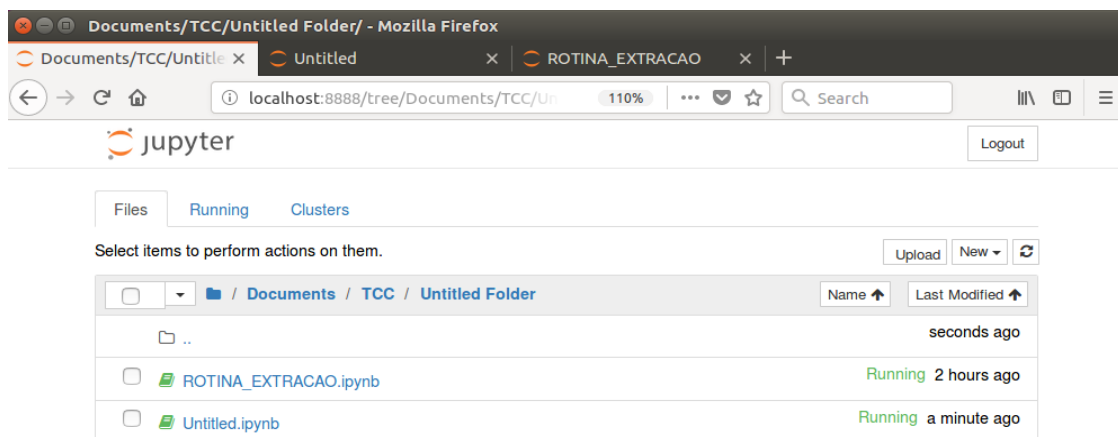 Documents/TCC/Untitled Folder/ - Mozilla Firefox
Documents/TCC/Untitle Untitled ROTINA_EXTRACAO
localhost:8888/tree/Documents/TCC/Un 110% Search
jupyter Logout
Files Running Clusters
Select items to perform actions on them. Upload New
/ Documents / TCC / Untitled Folder Name Last Modified
.. seconds ago
ROTINA_EXTRACAO.ipynb Running 2 hours ago
Untitled.ipynb Running a minute ago